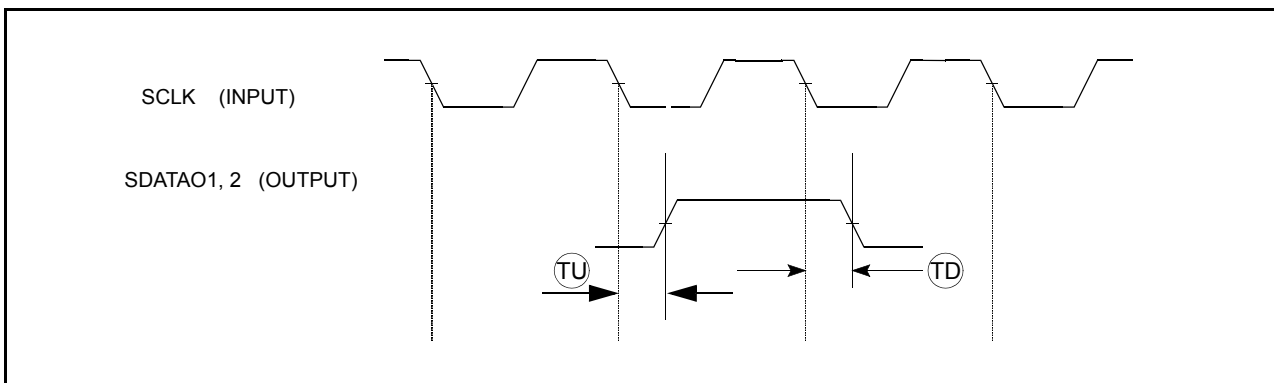 SCLK (INPUT)
SDATAO1, 2 (OUTPUT)
TU
TD